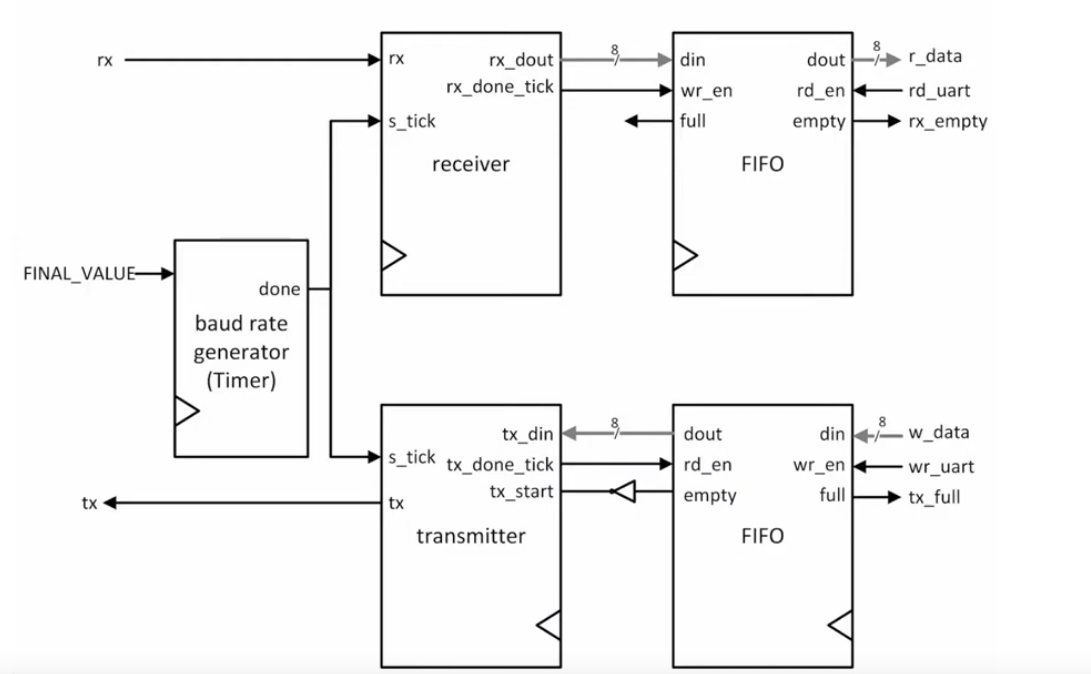 rx
rx
rx_dout
8
din
dout
8
r_data
rx_done_tick
wr_en
rd_en
rd_uart
s_tick
full
empty
rx_empty
receiver
FIFO
FINAL_VALUE
done
baud rate
generator
(Timer)
tx_din
8
dout
din
8
w_data
s_tick
tx_done_tick
rd_en
wr_en
wr_uart
tx
tx
tx_start
empty
full
tx_full
transmitter
FIFO